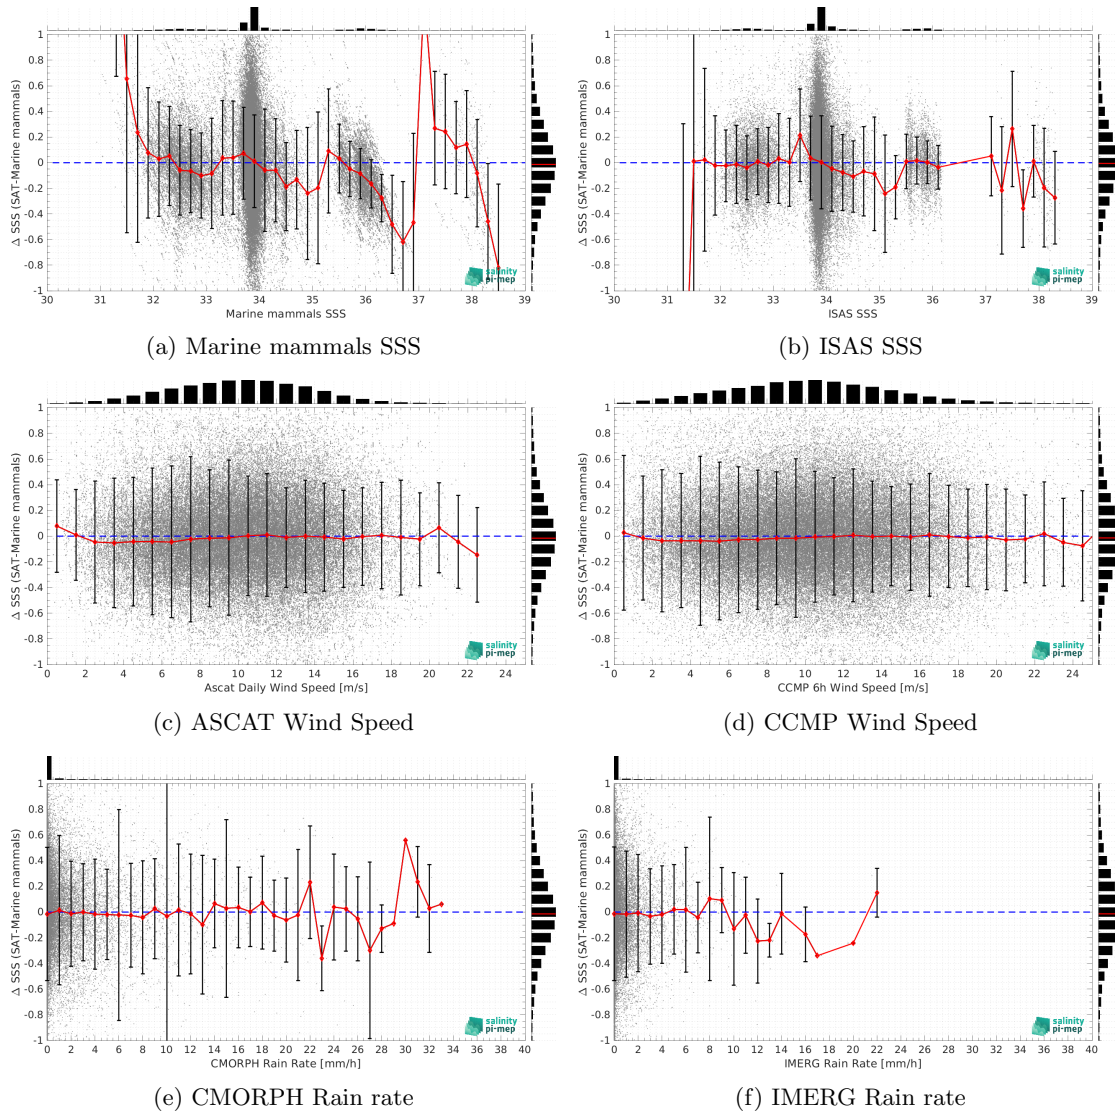 Δ SSS (SAT-Marine mammals)
1
0.8
0.6
0.4
0.2
0
-0.2
-0.4
-0.6
-0.8
-1
30 31 32 33 34 35 36 37 38 39
Marine mammals SSS
salinity
pi-mep
(a) Marine mammals SSS
Δ SSS (SAT-Marine mammals)
1
0.8
0.6
0.4
0.2
0
-0.2
-0.4
-0.6
-0.8
-1
30 31 32 33 34 35 36 37 38 39
ISAS SSS
salinity
pi-mep
(b) ISAS SSS
Δ SSS (SAT-Marine mammals)
1
0.8
0.6
0.4
0.2
0
-0.2
-0.4
-0.6
-0.8
-1
0 2 4 6 8 10 12 14 16 18 20 22 24
Ascat Daily Wind Speed [m/s]
salinity
pi-mep
(c) ASCAT Wind Speed
Δ SSS (SAT-Marine mammals)
1
0.8
0.6
0.4
0.2
0
-0.2
-0.4
-0.6
-0.8
-1
0 2 4 6 8 10 12 14 16 18 20 22 24
CCMP 6h Wind Speed [m/s]
salinity
pi-mep
(d) CCMP Wind Speed
Δ SSS (SAT-Marine mammals)
1
0.8
0.6
0.4
0.2
0
-0.2
-0.4
-0.6
-0.8
-1
0 2 4 6 8 10 12 14 16 18 20 22 24 26 28 30 32 34 36 38 40
CMORPH Rain Rate [mm/h]
salinity
pi-mep
(e) CMORPH Rain rate
Δ SSS (SAT-Marine mammals)
1
0.8
0.6
0.4
0.2
0
-0.2
-0.4
-0.6
-0.8
-1
0 2 4 6 8 10 12 14 16 18 20 22 24 26 28 30 32 34 36 38 40
IMERG Rain Rate [mm/h]
salinity
pi-mep
(f) IMERG Rain rate